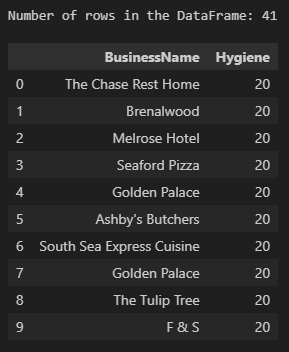 Number of rows in the DataFrame: 41
BusinessName Hygiene
0 The Chase Rest Home 20
1 Brenalwood 20
2 Melrose Hotel 20
3 Seaford Pizza 20
4 Golden Palace 20
5 Ashby's Butchers 20
6 South Sea Express Cuisine 20
7 Golden Palace 20
8 The Tulip Tree 20
9 F & S 20